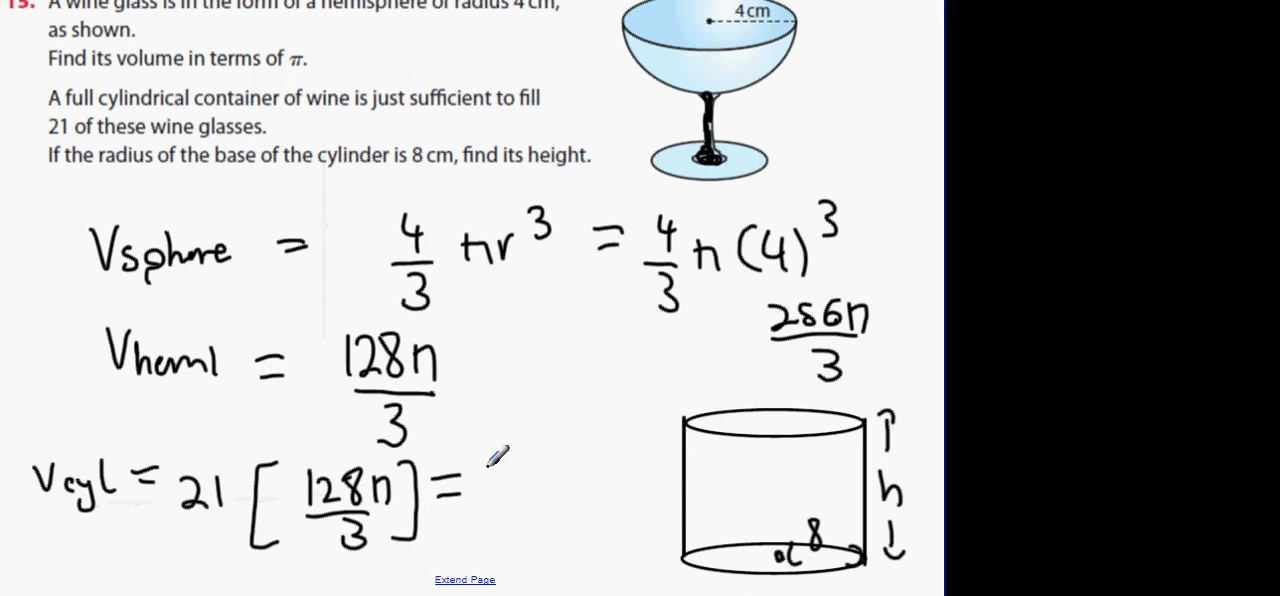 15. A wine glass is in the form of a hemisphere of radius 4 cm,
as shown.
Find its volume in terms of π.
A full cylindrical container of wine is just sufficient to fill
21 of these wine glasses.
If the radius of the base of the cylinder is 8 cm, find its height.
4 cm
Vsphere = 4/3 πr³ = 4/3 π(4)³
256π/3
Vhemi = 128π/3
Vcyl = 21 [128π/3] =
h
8
Extend Page